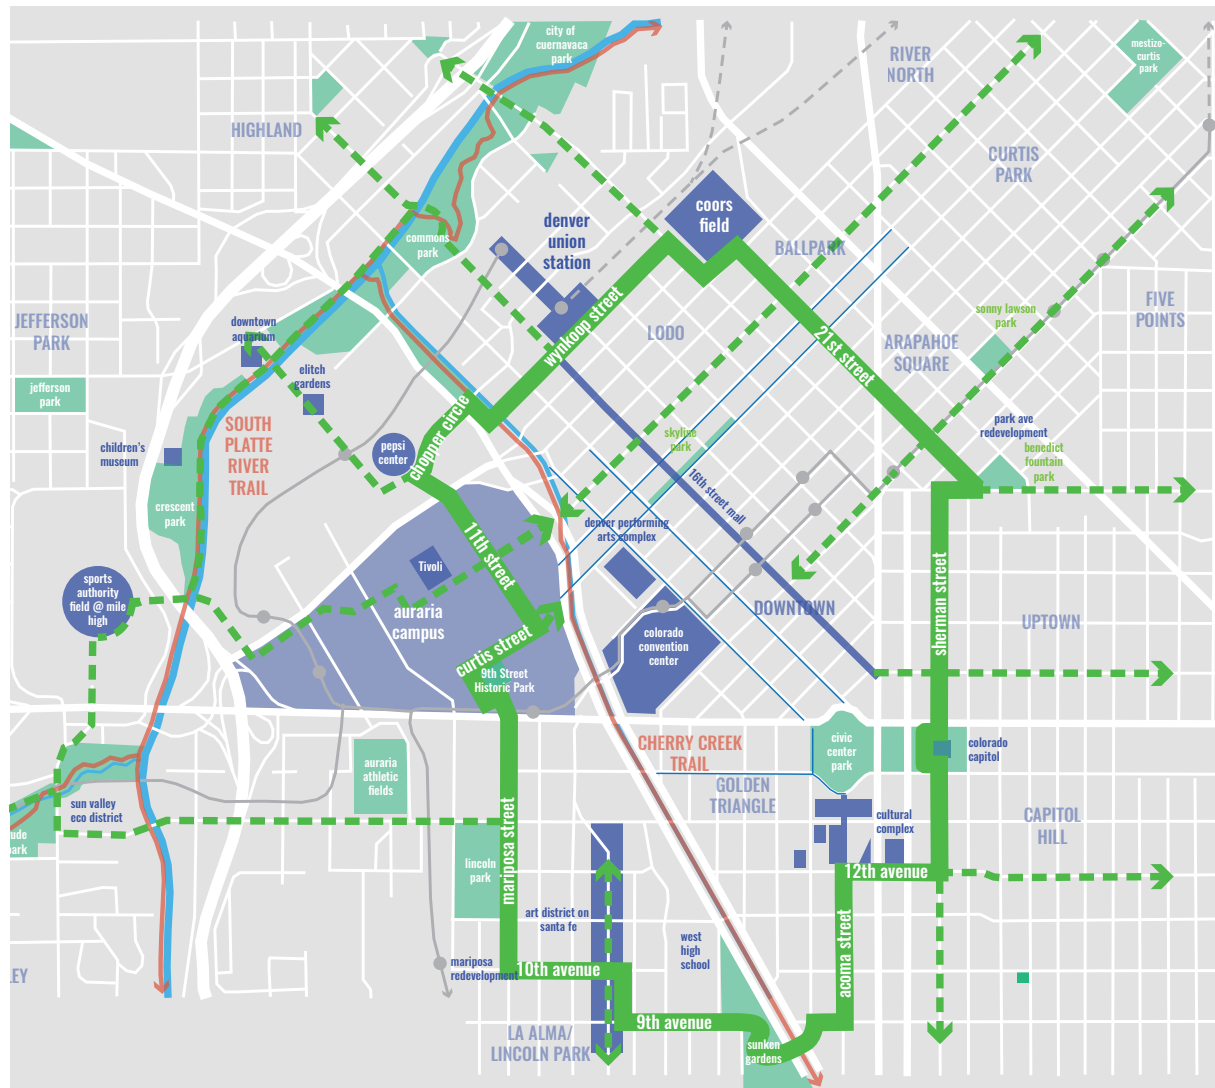 city of
cuernavaca
park
mestizo-
curtis
park
RIVER
NORTH
HIGHLAND
CURTIS
PARK
coors
field
denver
union
station
commons
park
BALLPARK
FIVE
POINTS
JEFFERSON
PARK
downtown
aquarium
sonny lawson
park
LODO
wynkoop street
21st street
ARAPAHOE
SQUARE
elitch
gardens
jefferson
park
chopper circle
SOUTH
PLATTE
RIVER
TRAIL
park ave
redevelopment
benedict
fountain
park
skyline
park
children's
museum
pepsi
center
16th street mall
crescent
park
denver performing
arts complex
11th street
Tivoli
sports
authority
field @ mile
high
auraria
campus
DOWNTOWN
sherman street
UPTOWN
colorado
convention
center
curtis street
9th Street
Historic Park
CHERRY CREEK
TRAIL
civic
center
park
colorado
capitol
auraria
athletic
fields
GOLDEN
TRIANGLE
sun valley
eco district
cultural
complex
CAPITOL
HILL
ude
ark
mariposa street
lincoln
park
12th avenue
art district on
santa fe
west
high
school
acoma street
LEY
mariposa
redevelopment
10th avenue
9th avenue
LA ALMA/
LINCOLN PARK
sunken
gardens